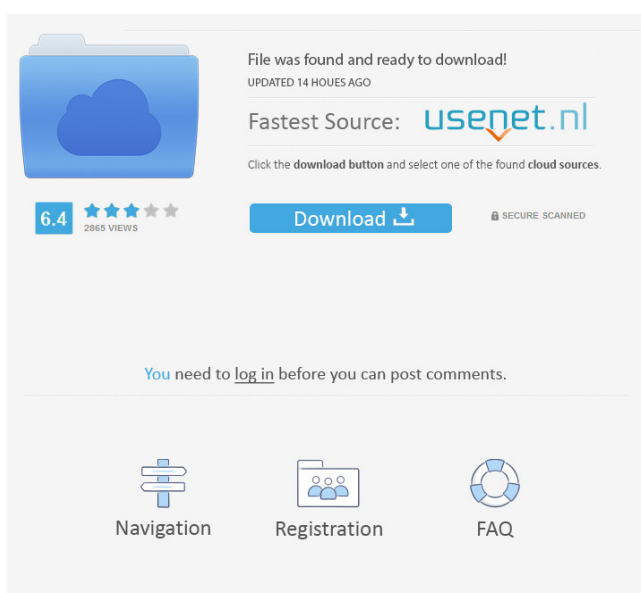 File was found and ready to download!
UPDATED 14 HOUES AGO
Fastest Source: usenet.nl
Click the download button and select one of the found cloud sources.
6.4
2865 VIEWS
Download
SECURE SCANNED
You need to log in before you can post comments.
Navigation
Registration
FAQ